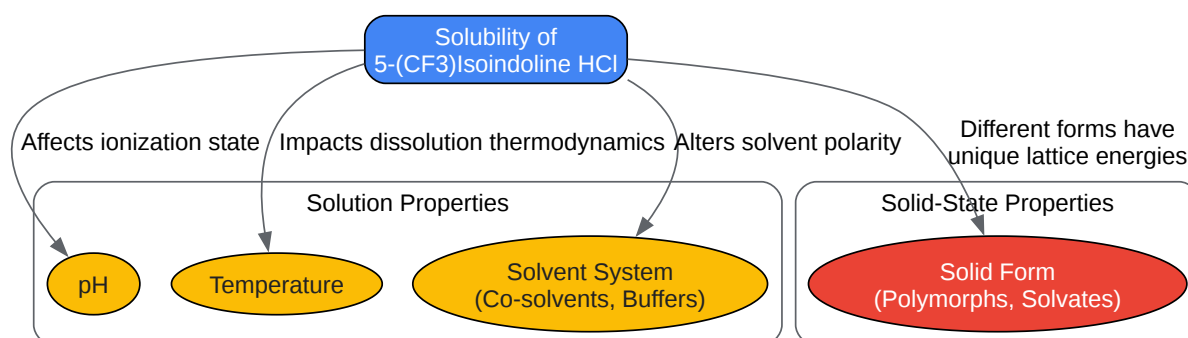 Solubility of
5-(CF3)Isoindoline HCl
Affects ionization state
Impacts dissolution thermodynamics
Alters solvent polarity
Different forms have
unique lattice energies
Solution Properties
Solid-State Properties
pH
Temperature
Solvent System
(Co-solvents, Buffers)
Solid Form
(Polymorphs, Solvates)